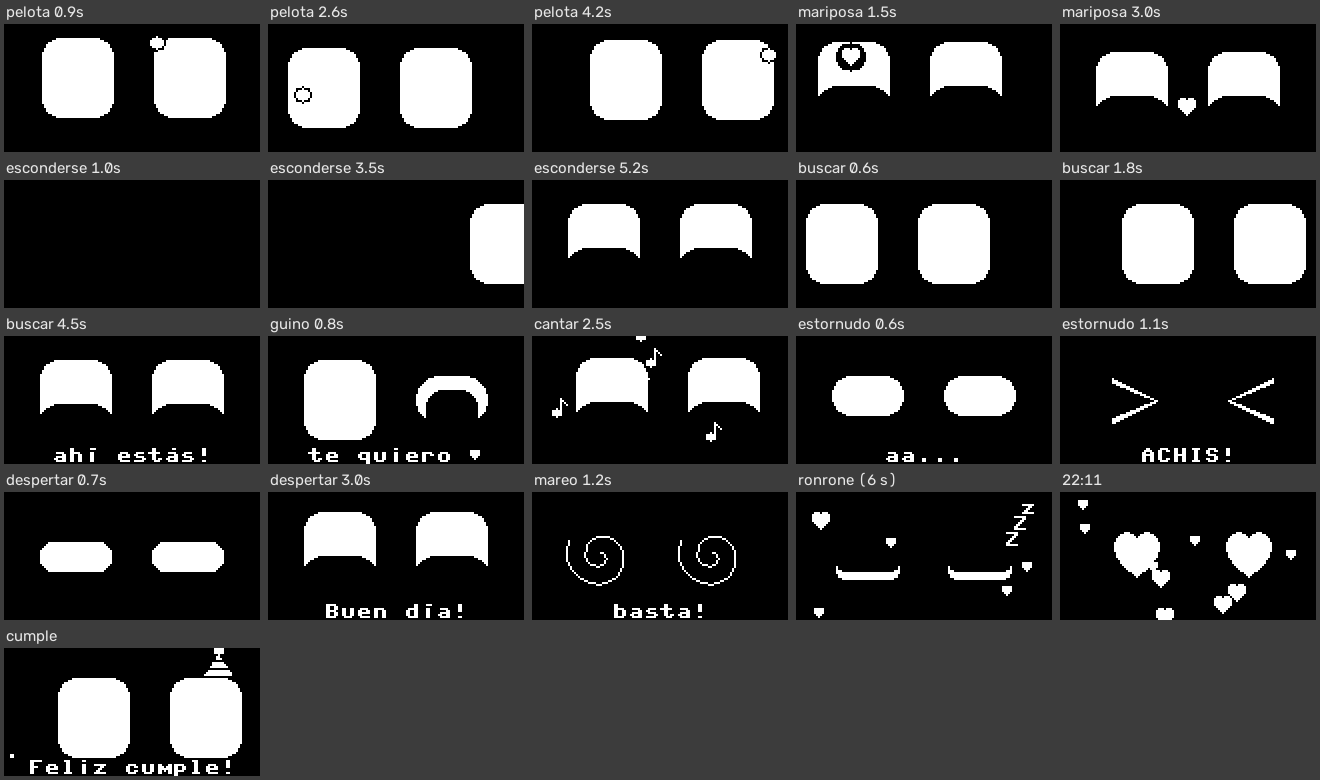 pelota 0.9s
pelota 2.6s
pelota 4.2s
mariposa 1.5s
mariposa 3.0s
esconderse 1.0s
esconderse 3.5s
esconderse 5.2s
buscar 0.6s
buscar 1.8s
buscar 4.5s
ahí estás!
guino 0.8s
te quiero ♥
cantar 2.5s
estornudo 0.6s
aa...
estornudo 1.1s
ACHIS!
despertar 0.7s
despertar 3.0s
Buen día!
mareo 1.2s
basta!
ronrone (6 s)
z z z
22:11
cumple
Feliz cumple!